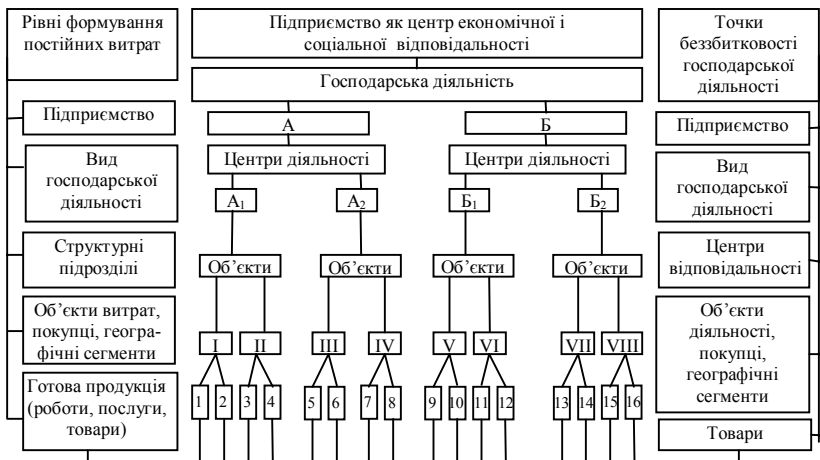 Рівні формування
постійних витрат
Підприємство
Вид
господарської
діяльності
Структурні
підрозділі
Об’єкти витрат,
покупці, геогра-
фічні сегменти
Готова продукція
(роботи, послуги,
товари)
Підприємство як центр економічної і
соціальної відповідальності
Господарська діяльність
А Б
Центри діяльності Центри діяльності
А1 А2 Б1 Б2
Об’єкти Об’єкти Об’єкти Об’єкти
I II III IV V VI VII VIII
1 2 3 4 5 6 7 8 9 10 11 12 13 14 15 16
Точки
беззбитковості
господарської
діяльності
Підприємство
Вид
господарської
діяльності
Центри
відповідальності
Об’єкти
діяльності,
покупці,
географічні
сегменти
Товари